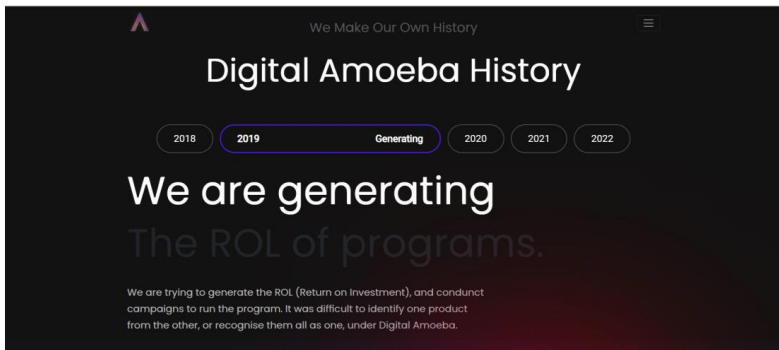 We Make Our Own History
Digital Amoeba History
2018 2019 Generating 2020 2021 2022
We are generating
The ROL of programs.
We are trying to generate the ROL (Return on Investment), and condunct
campaigns to run the program. It was difficult to identify one product
from the other, or recognise them all as one, under Digital Amoeba.